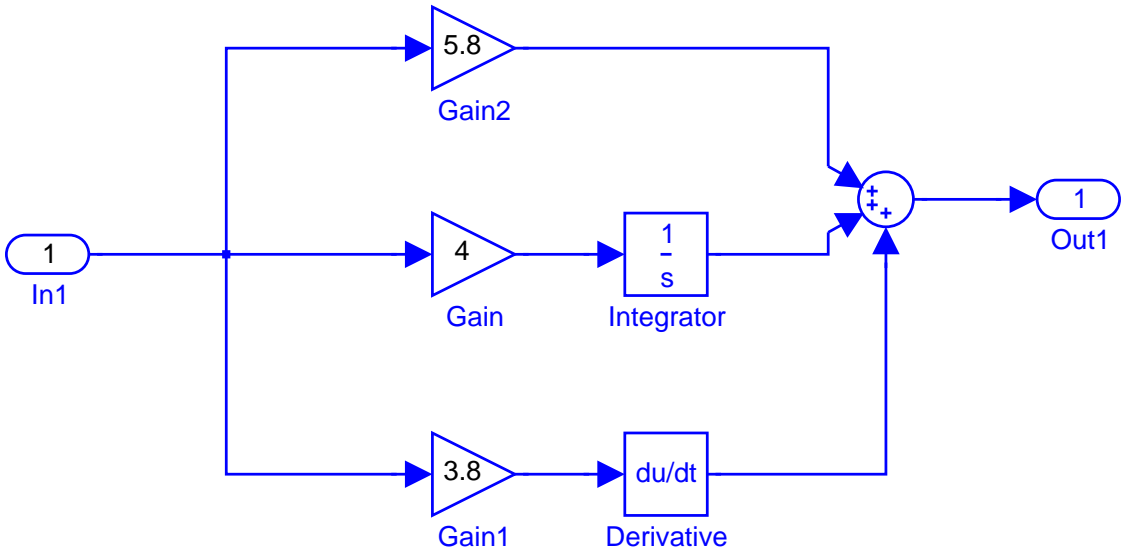 5.8
Gain2
1
In1
4
Gain
1
s
Integrator
+
+
+
1
Out1
3.8
Gain1
du/dt
Derivative